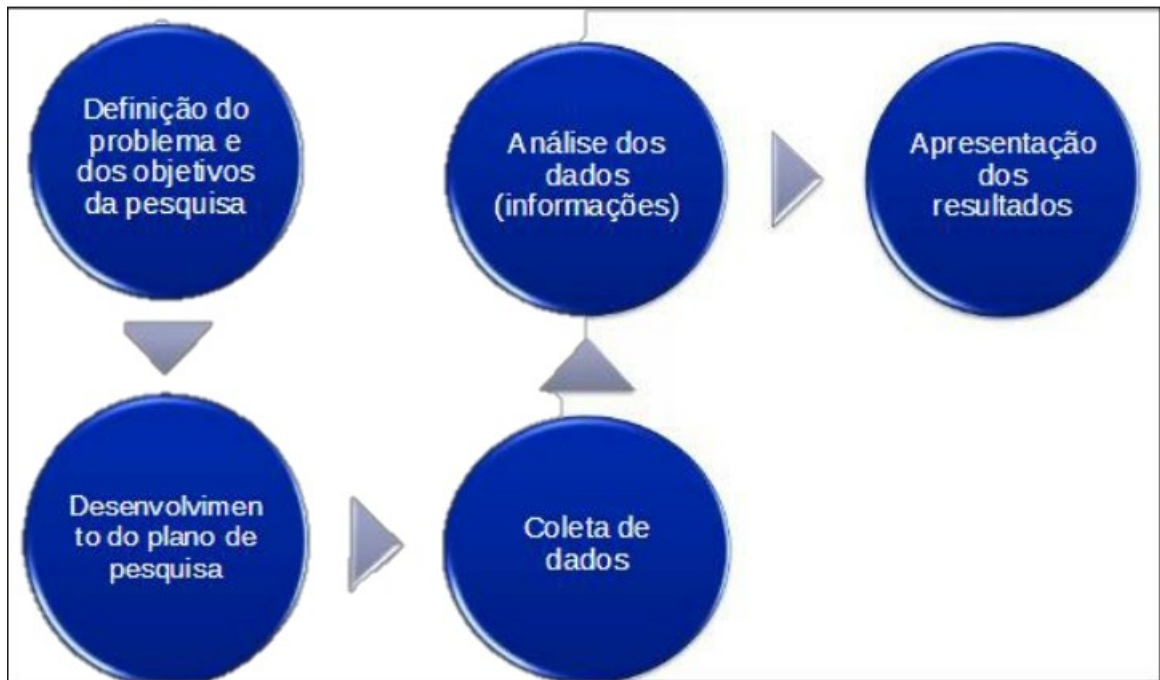 Definição do
problema e
dos objetivos
da pesquisa
Desenvolvimen
to do plano de
pesquisa
Coleta de
dados
Análise dos
dados
(informações)
Apresentação
dos
resultados